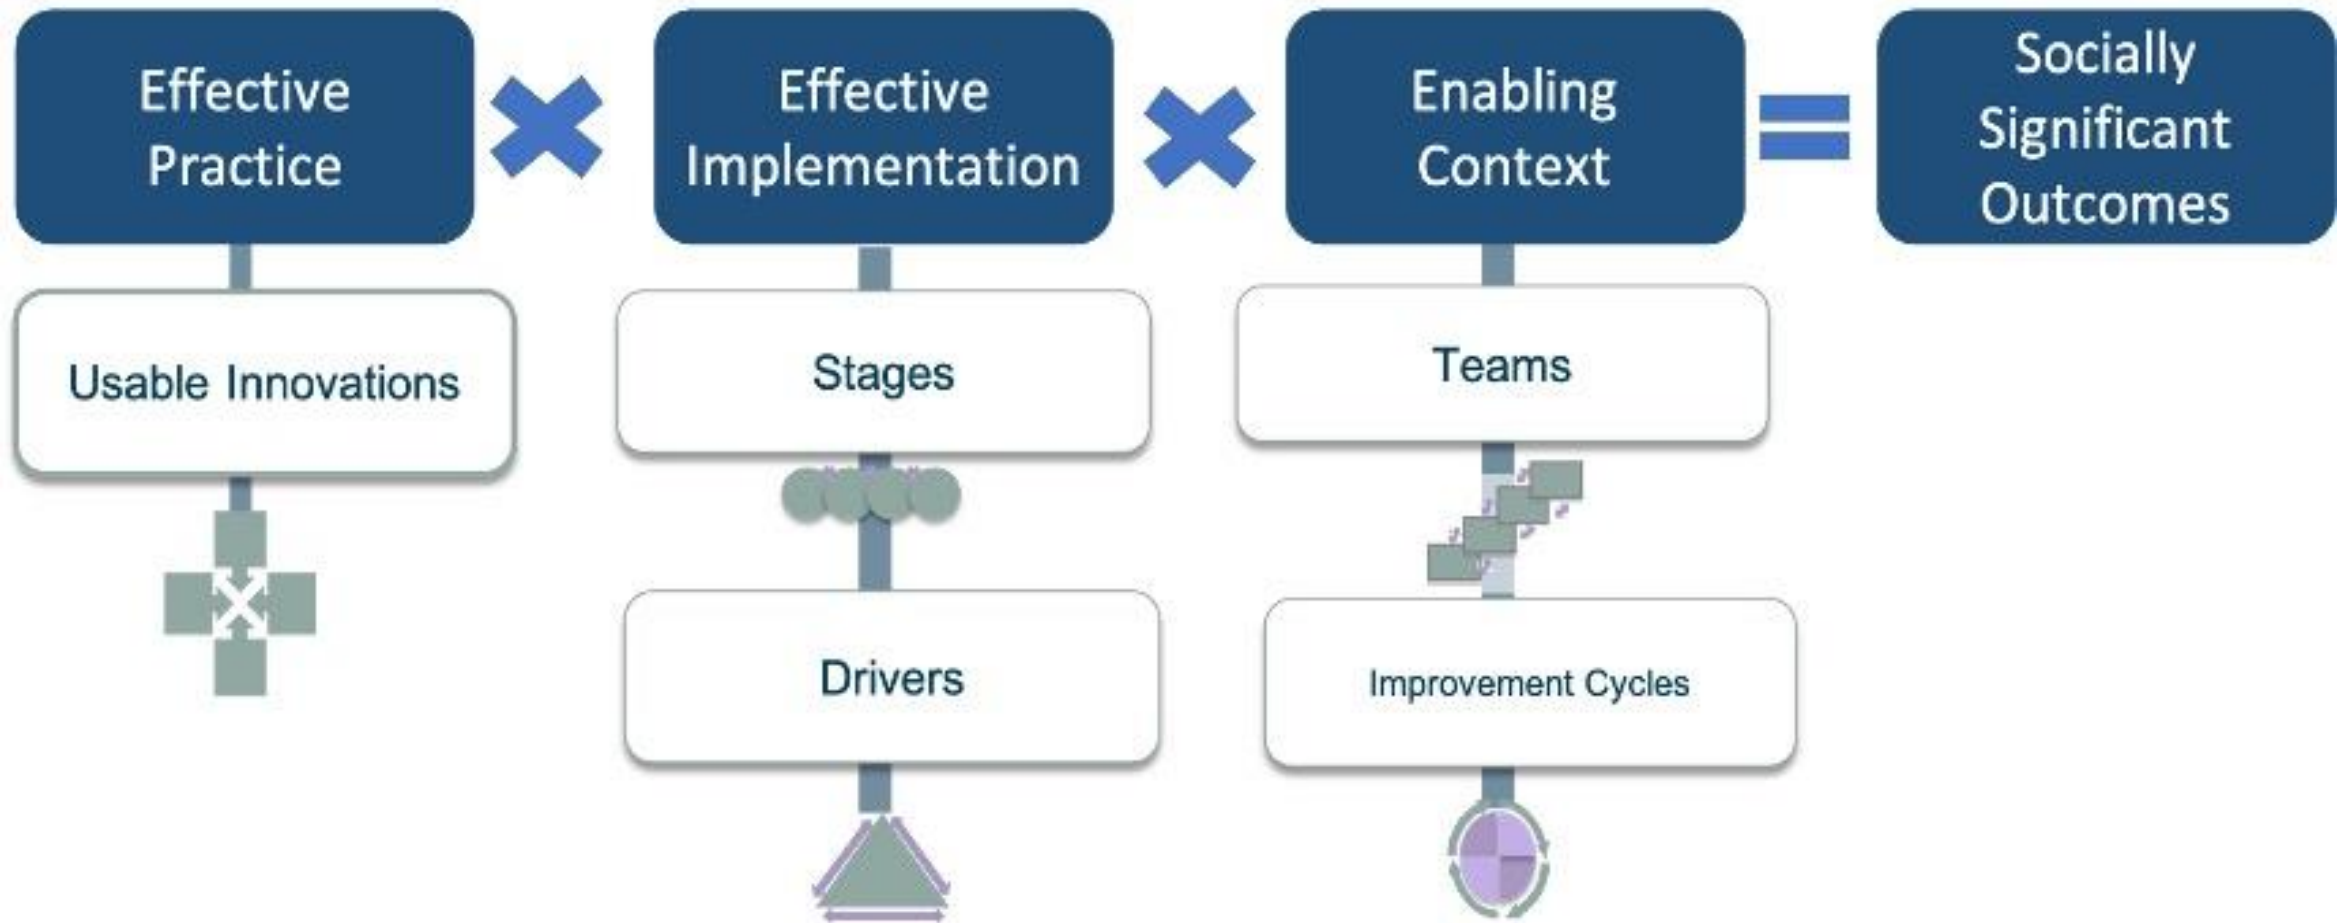 Effective
Practice
Effective
Implementation
Enabling
Context
Socially
Significant
Outcomes
Usable Innovations
Stages
Teams
Drivers
Improvement Cycles